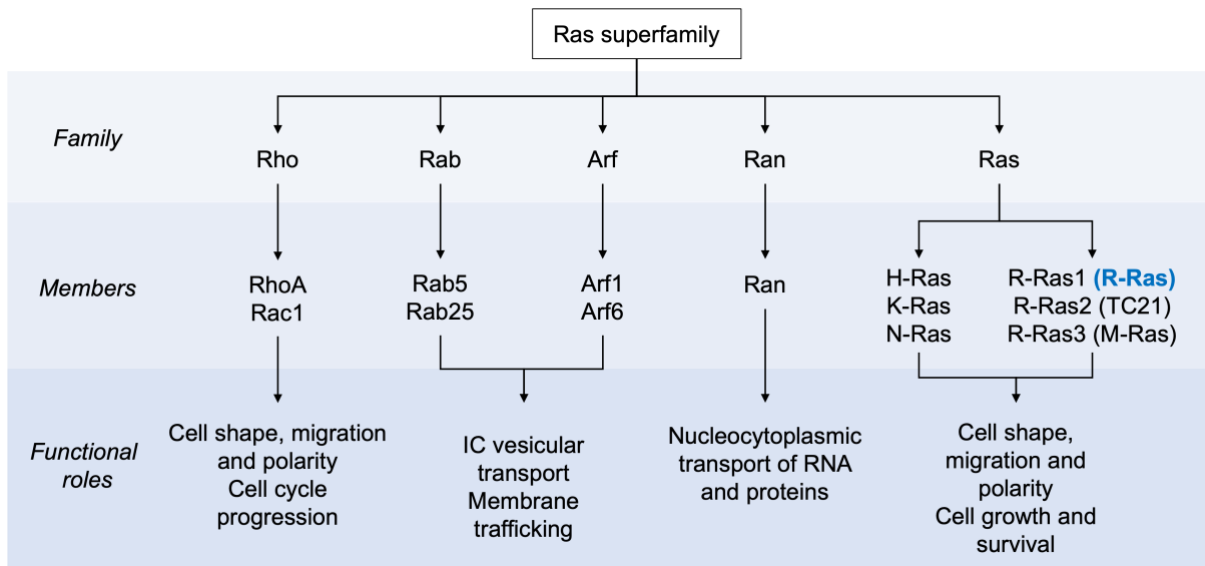 Ras superfamily
Family
Rho
Rab
Arf
Ran
Ras
Members
RhoA
Rac1
Rab5
Rab25
Arf1
Arf6
Ran
H-Ras
K-Ras
N-Ras
R-Ras1 (R-Ras)
R-Ras2 (TC21)
R-Ras3 (M-Ras)
Functional
roles
Cell shape, migration
and polarity
Cell cycle
progression
IC vesicular
transport
Membrane
trafficking
Nucleocytoplasmic
transport of RNA
and proteins
Cell shape,
migration and
polarity
Cell growth and
survival